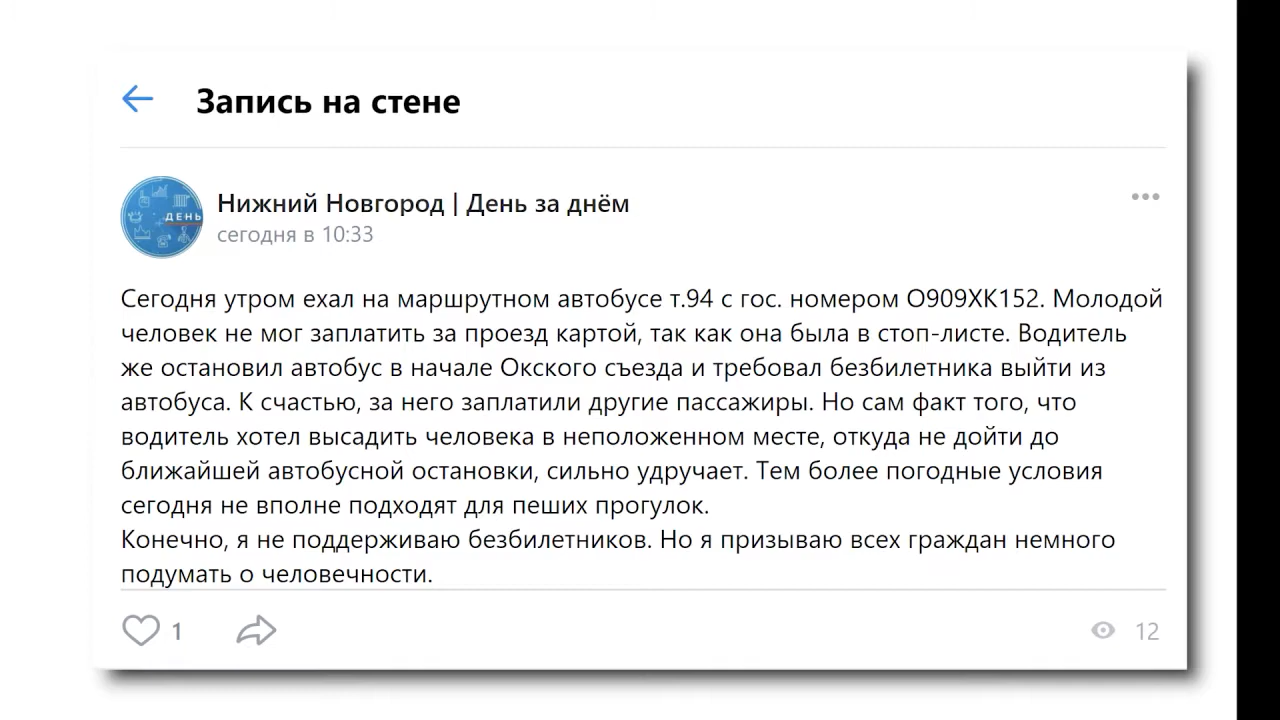 Запись на стене
ДЕНЬ
Нижний Новгород | День за днём
сегодня в 10:33
Сегодня утром ехал на маршрутном автобусе т.94 с гос. номером О909ХК152. Молодой
человек не мог заплатить за проезд картой, так как она была в стоп-листе. Водитель
же остановил автобус в начале Окского съезда и требовал безбилетника выйти из
автобуса. К счастью, за него заплатили другие пассажиры. Но сам факт того, что
водитель хотел высадить человека в неположенном месте, откуда не дойти до
ближайшей автобусной остановки, сильно удручает. Тем более погодные условия
сегодня не вполне подходят для пеших прогулок.
Конечно, я не поддерживаю безбилетников. Но я призываю всех граждан немного
подумать о человечности.
1
12